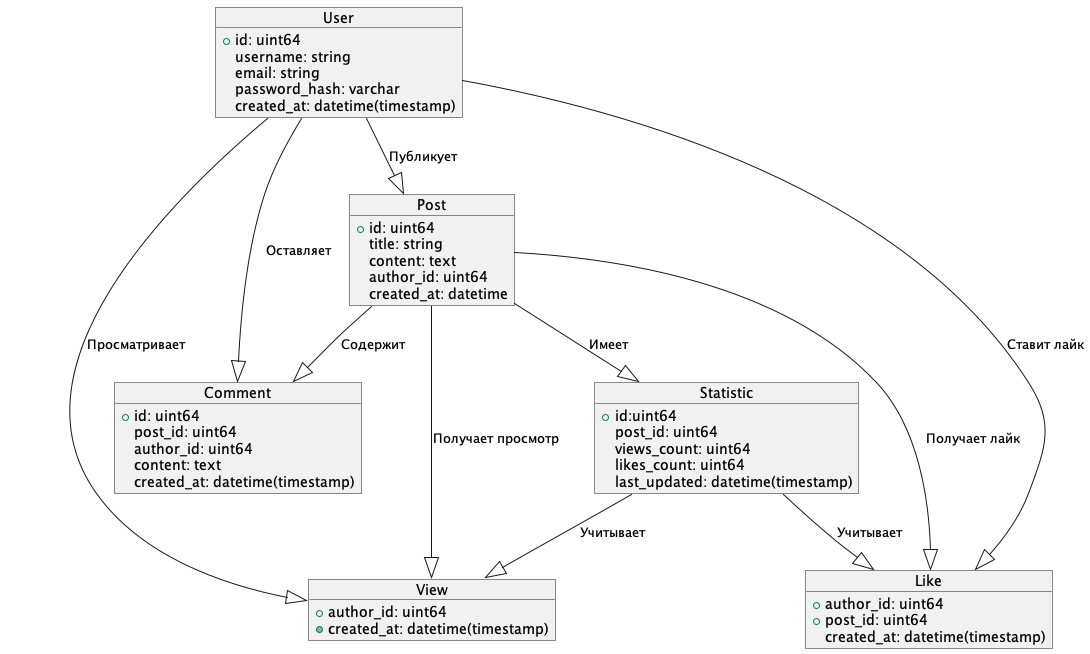 User
id: uint64
username: string
email: string
password_hash: varchar
created_at: datetime(timestamp)
Публикует
Post
id: uint64
title: string
content: text
author_id: uint64
created_at: datetime
Оставляет
Просматривает
Содержит
Имеет
Ставит лайк
Comment
id: uint64
post_id: uint64
author_id: uint64
content: text
created_at: datetime(timestamp)
Statistic
id:uint64
post_id: uint64
views_count: uint64
likes_count: uint64
last_updated: datetime(timestamp)
Получает просмотр
Получает лайк
Учитывает
Учитывает
View
author_id: uint64
created_at: datetime(timestamp)
Like
author_id: uint64
post_id: uint64
created_at: datetime(timestamp)